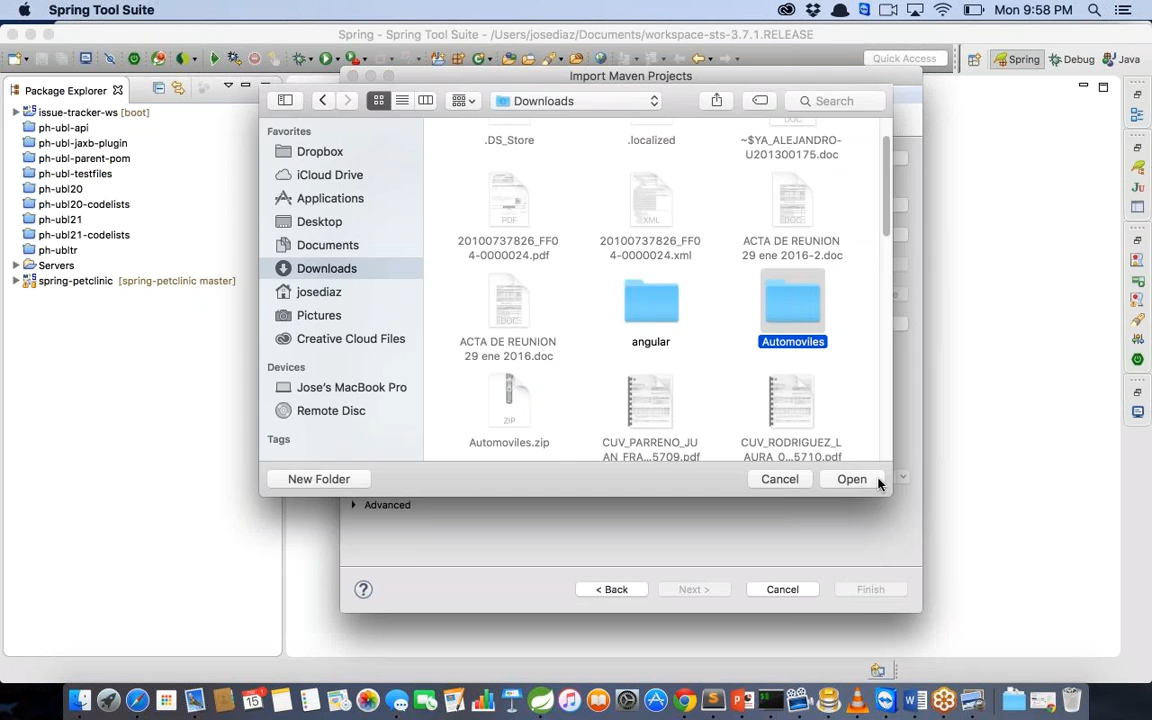 Spring Tool Suite
Mon 9:58 PM
Spring - Spring Tool Suite - /Users/josediaz/Documents/workspace-sts-3.7.1.RELEASE
Quick Access
Spring
Debug
Java
Package Explorer
issue-tracker-ws [boot]
ph-ubl-api
ph-ubl-jaxb-plugin
ph-ubl-parent-pom
ph-ubl-testfiles
ph-ubl20
ph-ubl20-codelists
ph-ubl21
ph-ubl21-codelists
ph-ubltr
Servers
spring-petclinic [spring-petclinic master]
Import Maven Projects
Downloads
Search
Favorites
Dropbox
iCloud Drive
Applications
Desktop
Documents
Downloads
josediaz
Pictures
Creative Cloud Files
Devices
Jose's MacBook Pro
Remote Disc
Tags
.DS_Store
.localized
DOC
~$YA_ALEJANDRO-
U201300175.doc
PDF
20100737826_FF0
4-0000024.pdf
XML
20100737826_FF0
4-0000024.xml
DOC
ACTA DE REUNION
29 ene 2016-2.doc
DOC
ACTA DE REUNION
29 ene 2016.doc
angular
Automoviles
ZIP
Automoviles.zip
CUV_PARRENO_JU
AN_FRA...5709.pdf
CUV_RODRIGUEZ_L
AURA_0...5710.pdf
New Folder
Cancel
Open
Advanced
< Back
Next >
Cancel
Finish